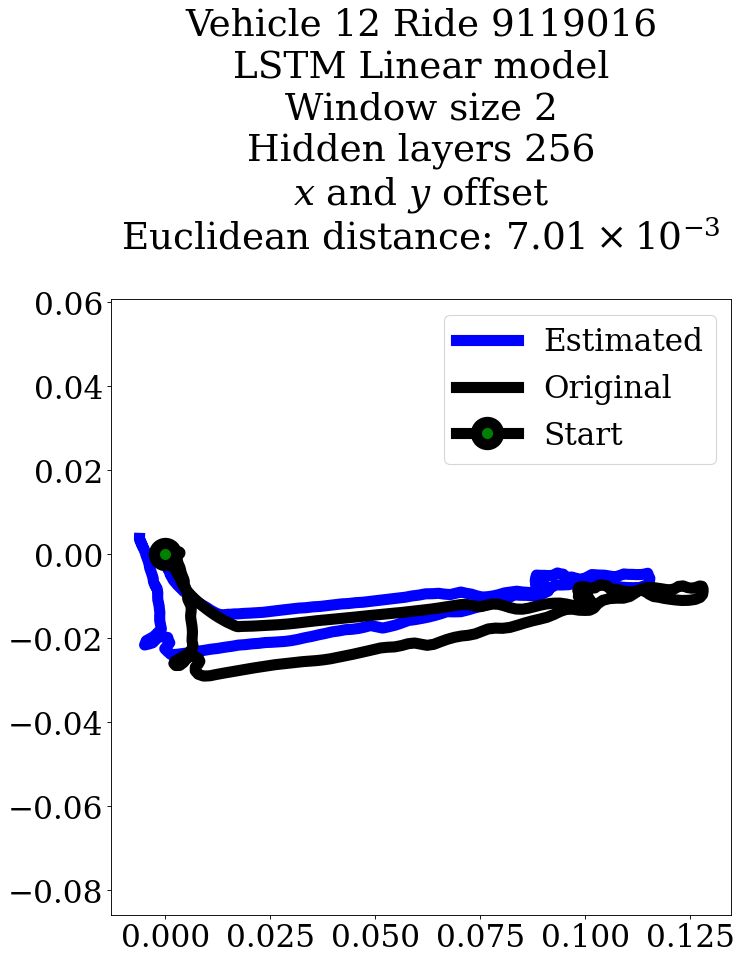 Vehicle 12 Ride 9119016
LSTM Linear model
Window size 2
Hidden layers 256
x and y offset
Euclidean distance: 7.01 × 10⁻³
0.06
Estimated
0.04
Original
Start
0.02
0.00
−0.02
−0.04
−0.06
−0.08
0.000 0.025 0.050 0.075 0.100 0.125